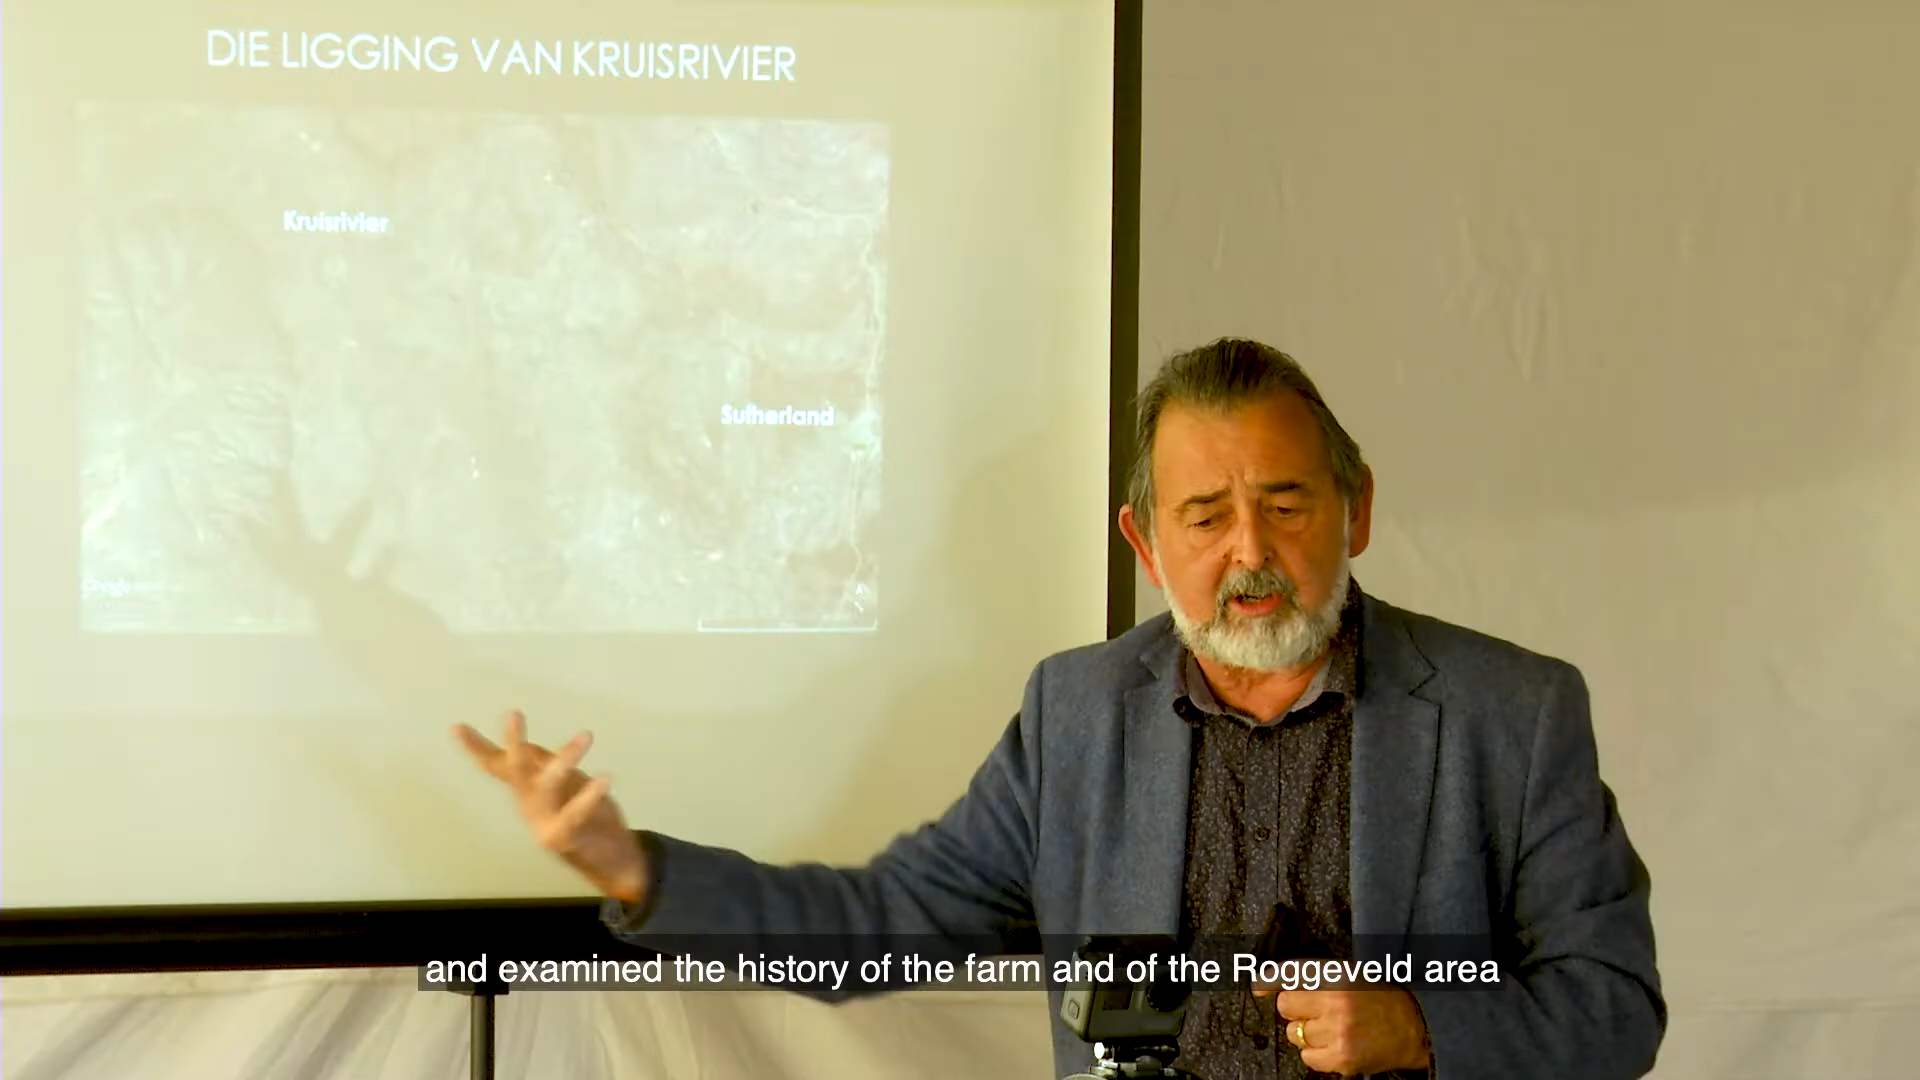 DIE LIGGING VAN KRUISRIVIER
Kruisrivier
Sutherland
and examined the history of the farm and of the Roggeveld area